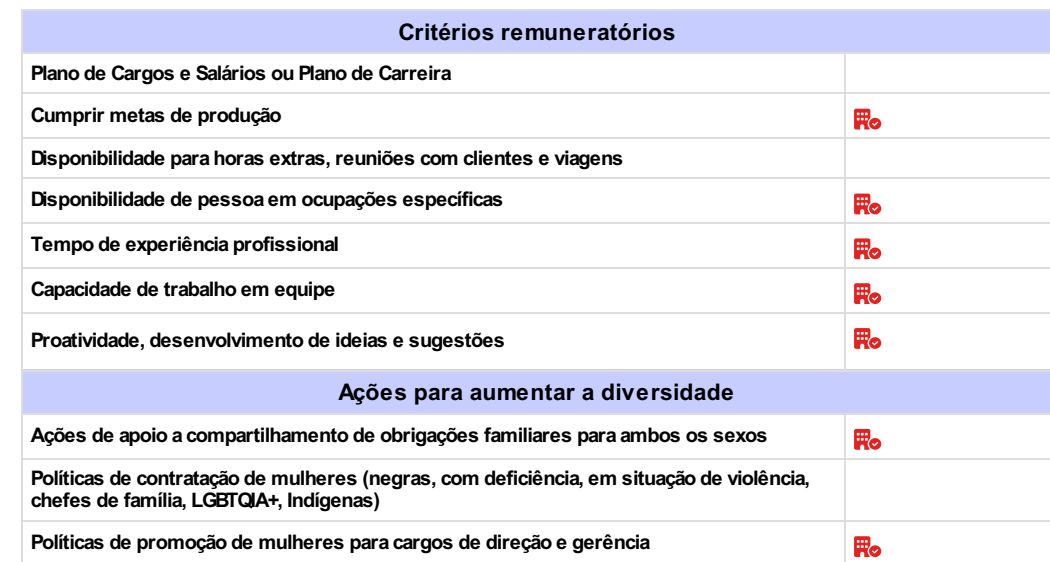 Critérios remuneratórios
Plano de Cargos e Salários ou Plano de Carreira
Cumprir metas de produção
Disponibilidade para horas extras, reuniões com clientes e viagens
Disponibilidade de pessoa em ocupações específicas
Tempo de experiência profissional
Capacidade de trabalho em equipe
Proatividade, desenvolvimento de ideias e sugestões
Ações para aumentar a diversidade
Ações de apoio a compartilhamento de obrigações familiares para ambos os sexos
Políticas de contratação de mulheres (negras, com deficiência, em situação de violência,
chefes de família, LGBTQIA+, Indígenas)
Políticas de promoção de mulheres para cargos de direção e gerência